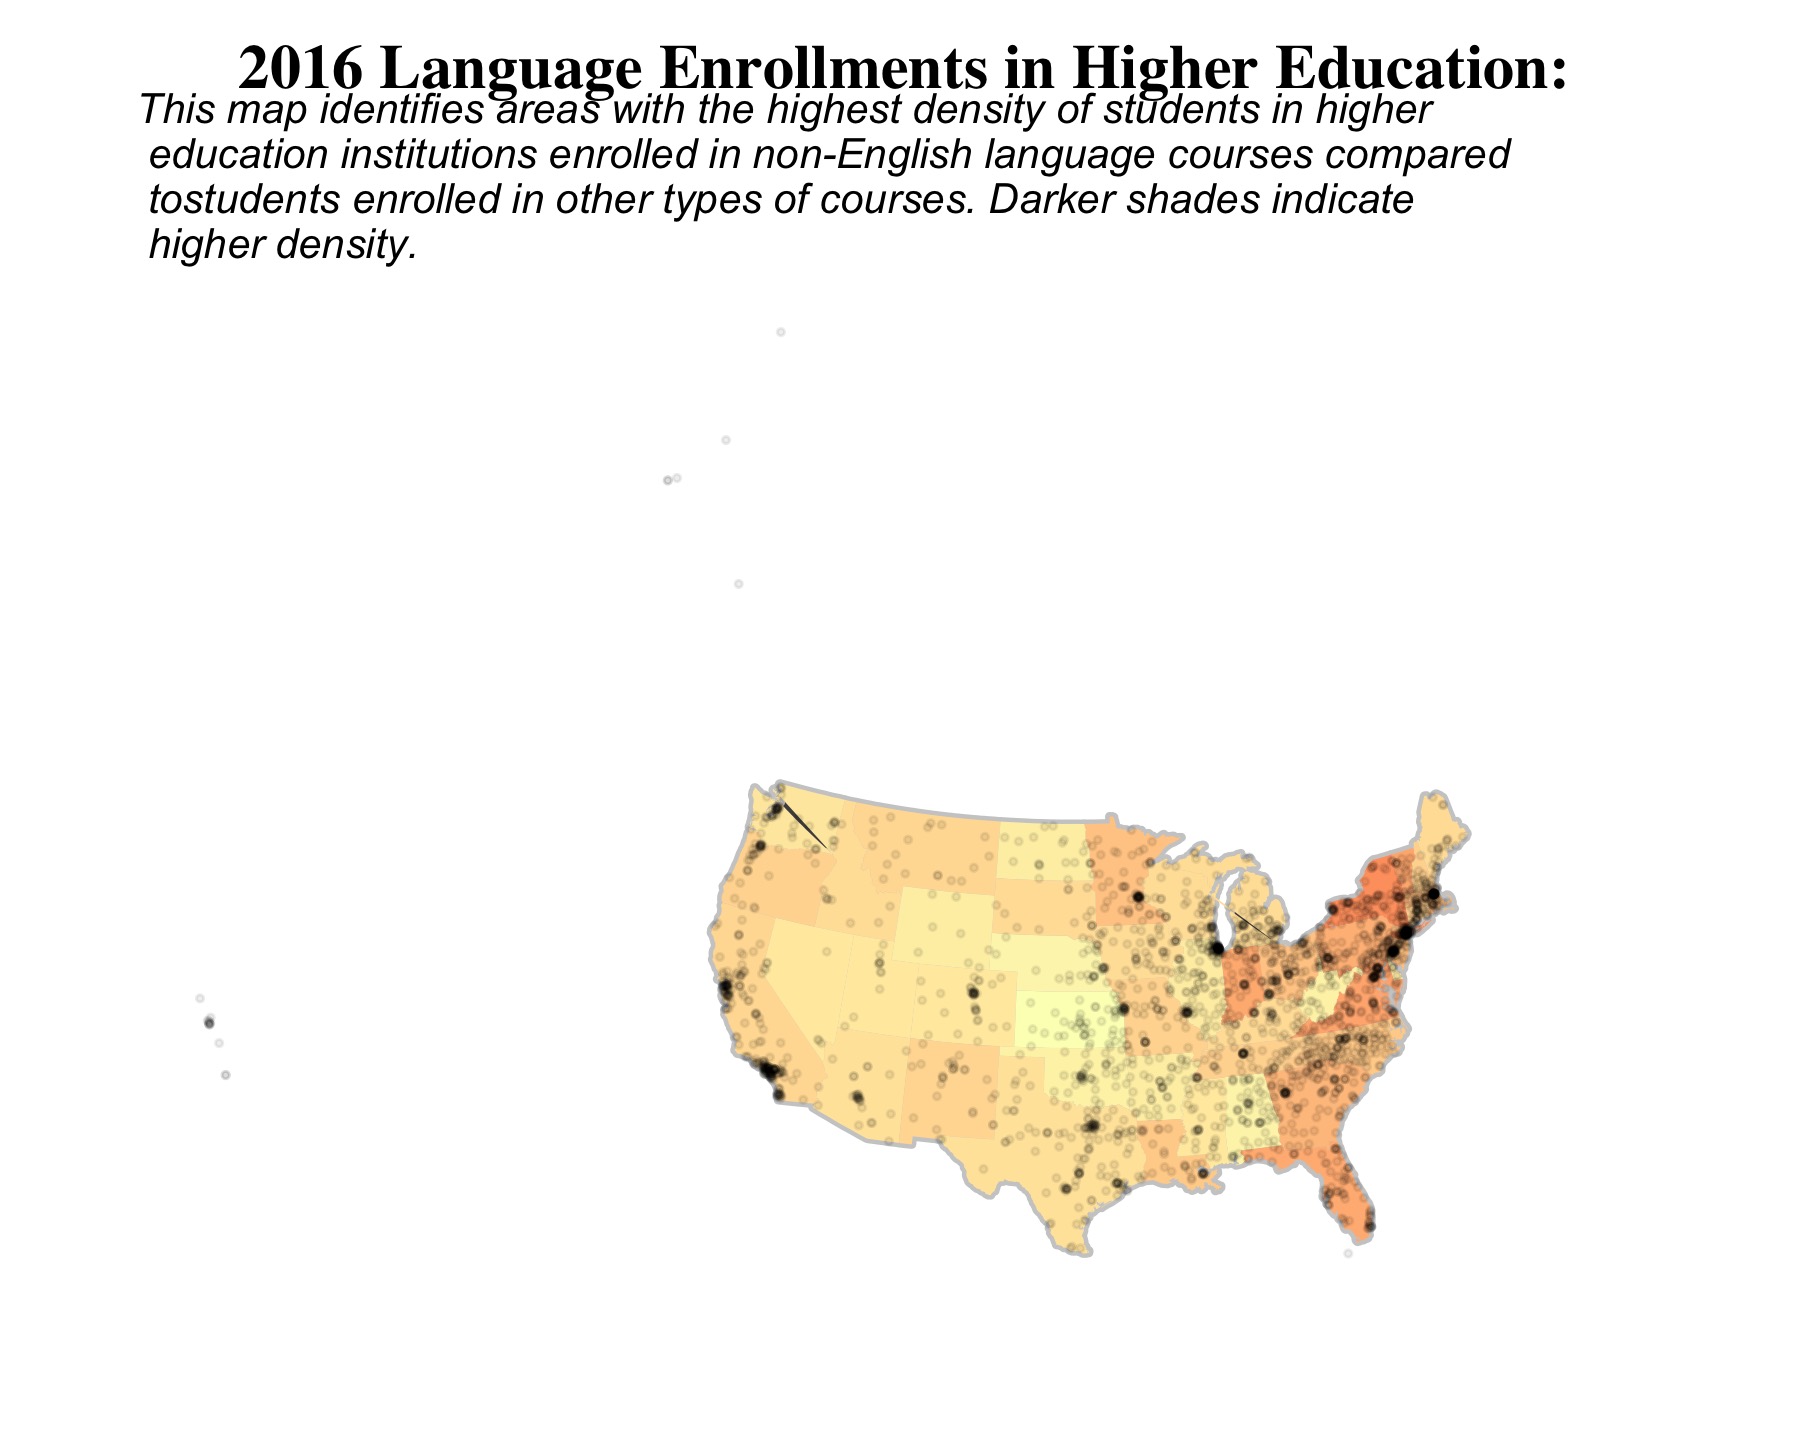 2016 Language Enrollments in Higher Education:
This map identifies areas with the highest density of students in higher
education institutions enrolled in non-English language courses compared
tostudents enrolled in other types of courses. Darker shades indicate
higher density.